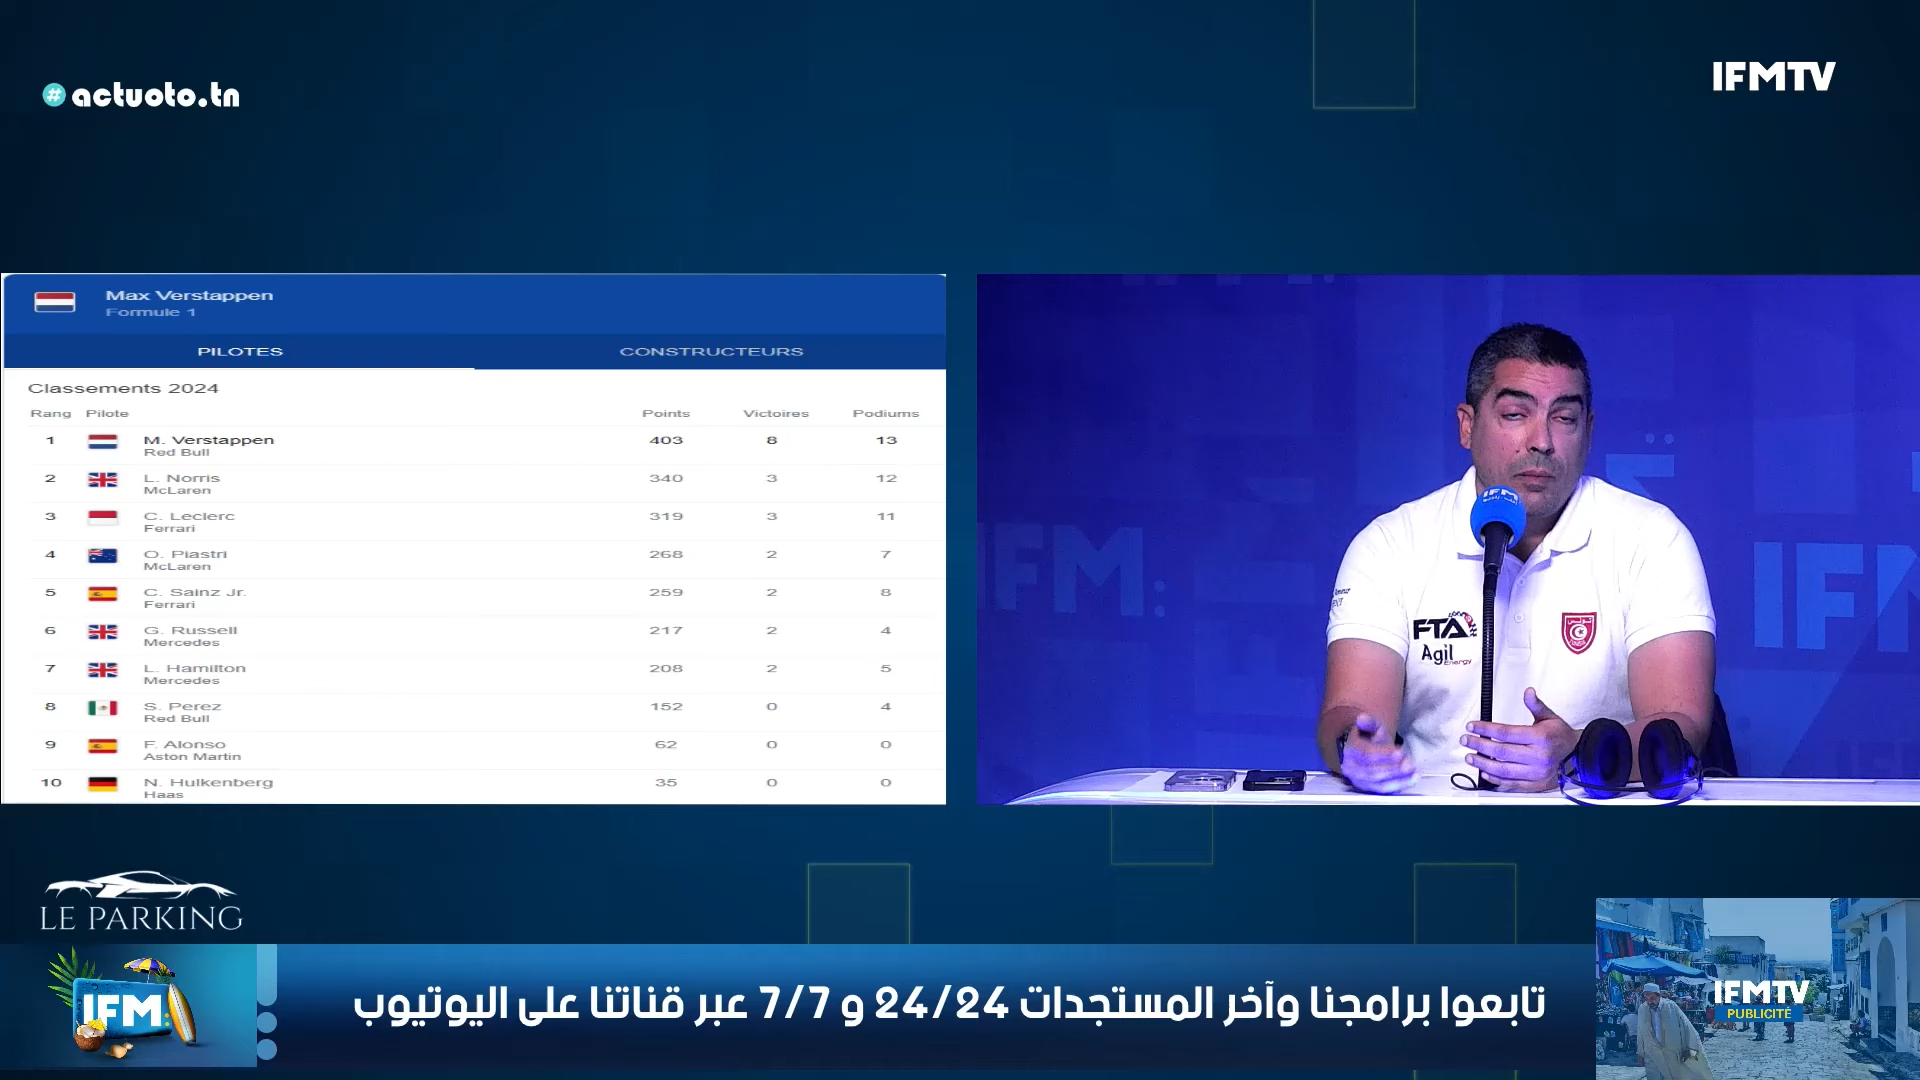 # actuoto.tn
IFMTV
Max Verstappen
Formule 1
PILOTES CONSTRUCTEURS
Classements 2024
Rang Pilote Points Victoires Podiums
1 M. Verstappen 403 8 13
Red Bull
2 L. Norris 340 3 12
McLaren
3 C. Leclerc 319 3 11
Ferrari
4 O. Piastri 268 2 7
McLaren
5 C. Sainz Jr. 259 2 8
Ferrari
6 G. Russell 217 2 4
Mercedes
7 L. Hamilton 208 2 5
Mercedes
8 S. Perez 152 0 4
Red Bull
9 F. Alonso 62 0 0
Aston Martin
10 N. Hulkenberg 35 0 0
Haas
IFM:
IFM
IFM
FTA
Agil
Energy
تونس
LE PARKING
IFM:
تابعوا برامجنا وآخر المستجدات 24/24 و 7/7 عبر قناتنا على اليوتيوب
IFMTV
PUBLICITÉ